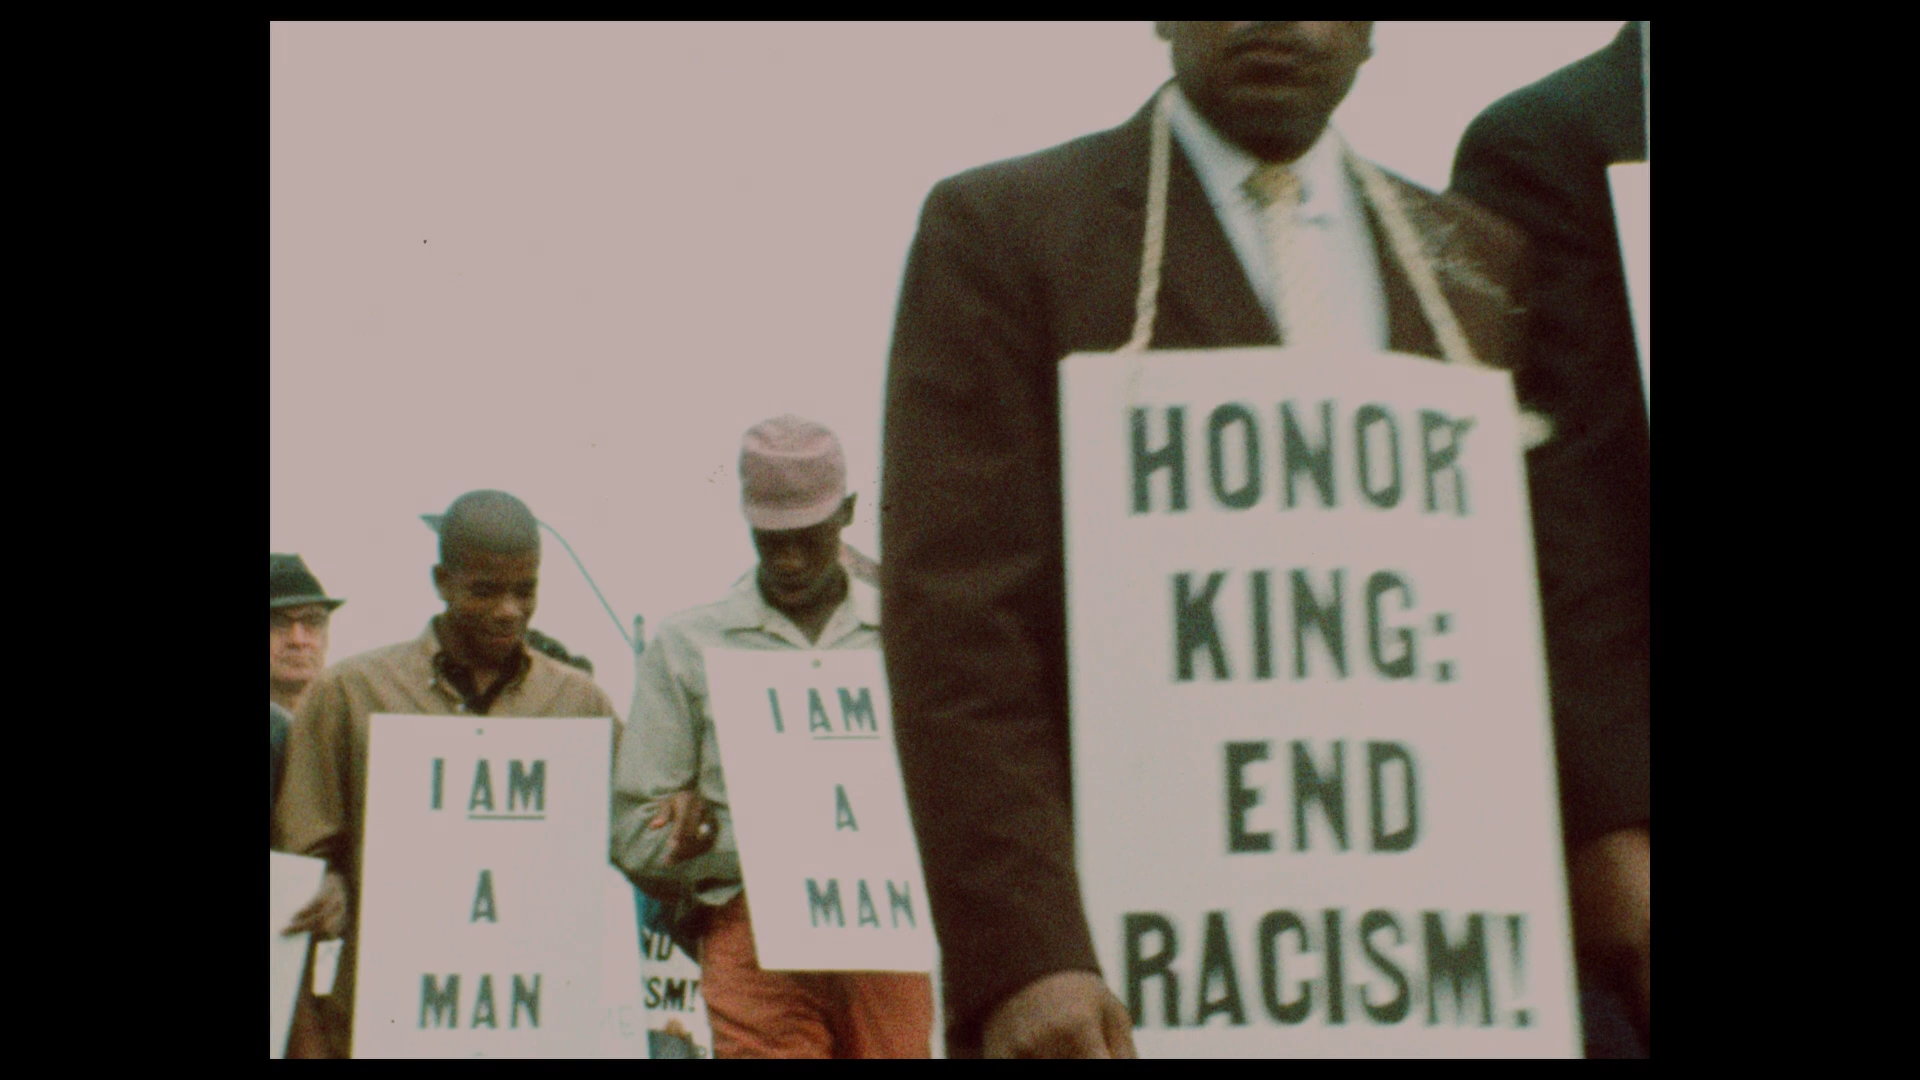 I AM
A
MAN
I AM
A
MAN
HONOR
KING:
END
RACISM!